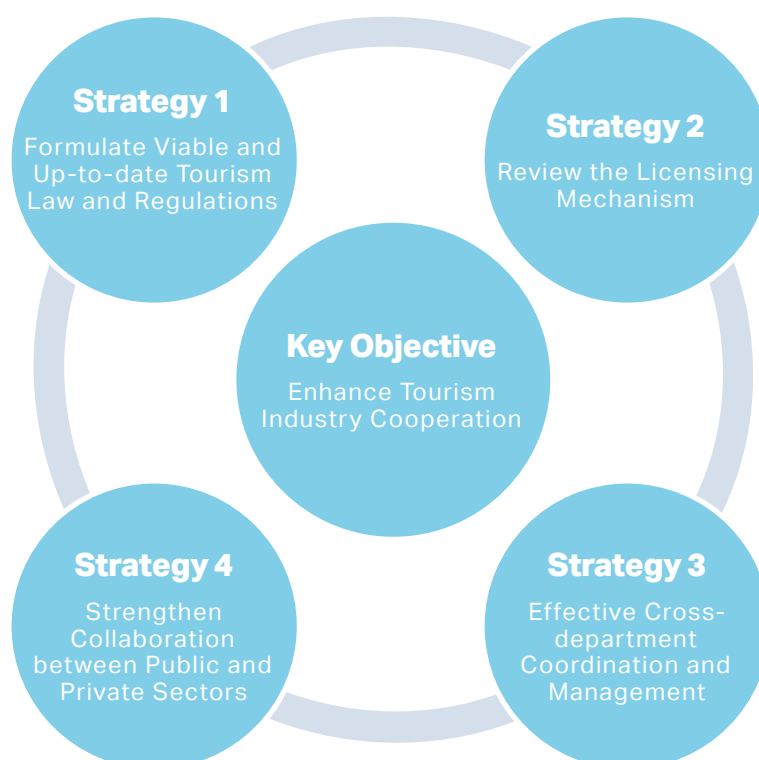 Strategy 1
Formulate Viable and
Up-to-date Tourism
Law and Regulations
Strategy 2
Review the Licensing
Mechanism
Key Objective
Enhance Tourism
Industry Cooperation
Strategy 4
Strengthen
Collaboration
between Public and
Private Sectors
Strategy 3
Effective Cross-
department
Coordination and
Management